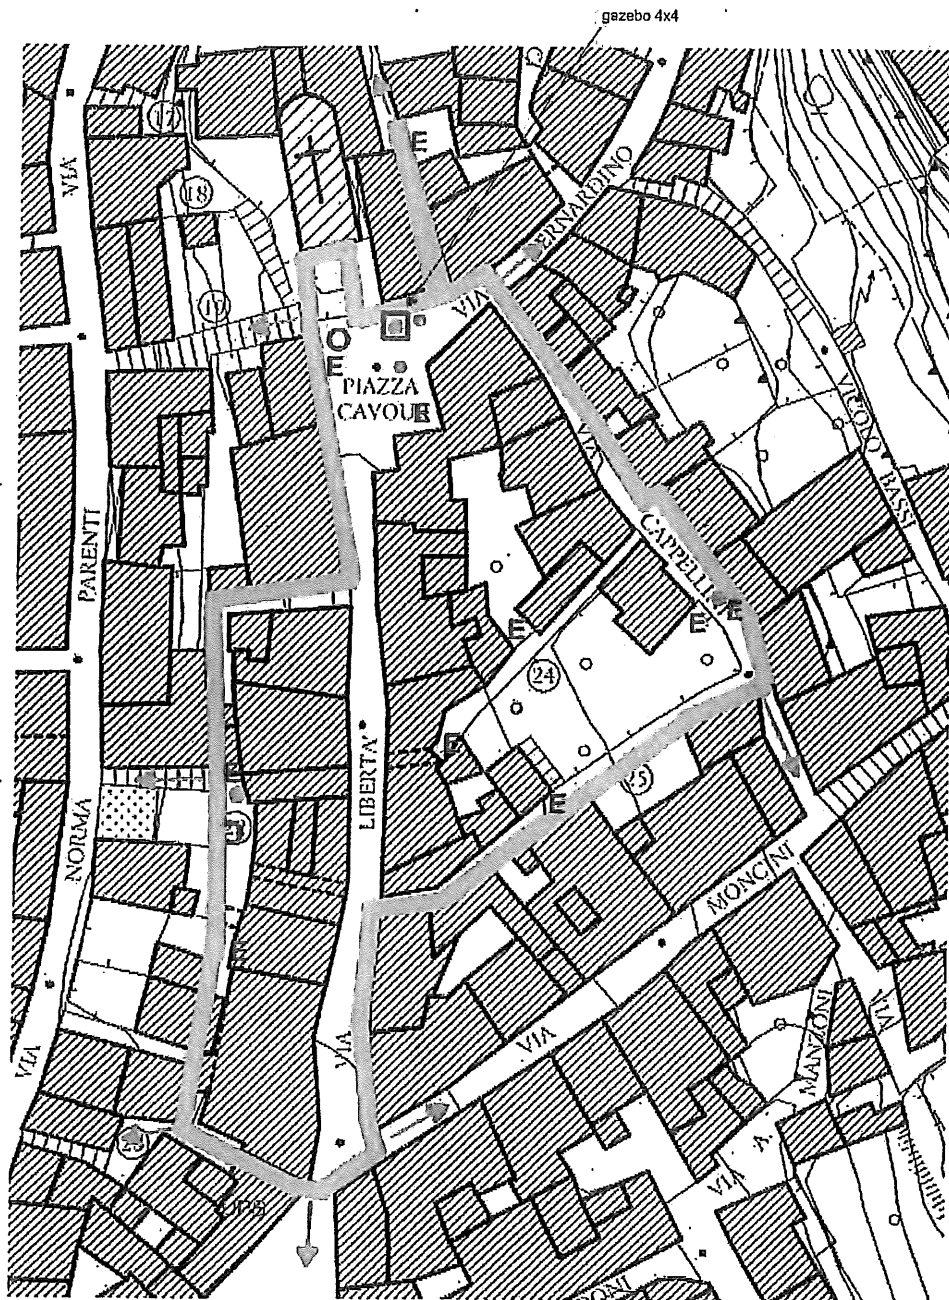 gazebo 4x4
17
VIA
E
18
BERNARDINO
17
VIA
O
E
PIAZZA
CAVOUR
E
VIA
VICOLO BASSI
PARENTI
CAPPELLI
E
E
E
24
E
25
E
LIBERTA'
NORMA
MONCINI
VIA
VIA
VIA
MANZONI
VIA
VIA A.